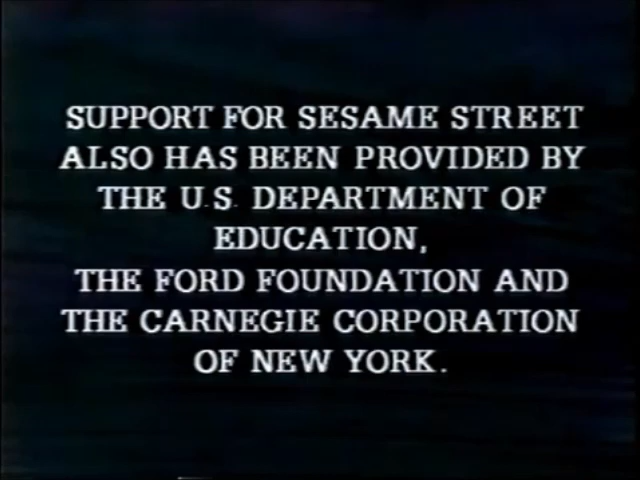 SUPPORT FOR SESAME STREET
ALSO HAS BEEN PROVIDED BY
THE U.S. DEPARTMENT OF
EDUCATION,
THE FORD FOUNDATION AND
THE CARNEGIE CORPORATION
OF NEW YORK.